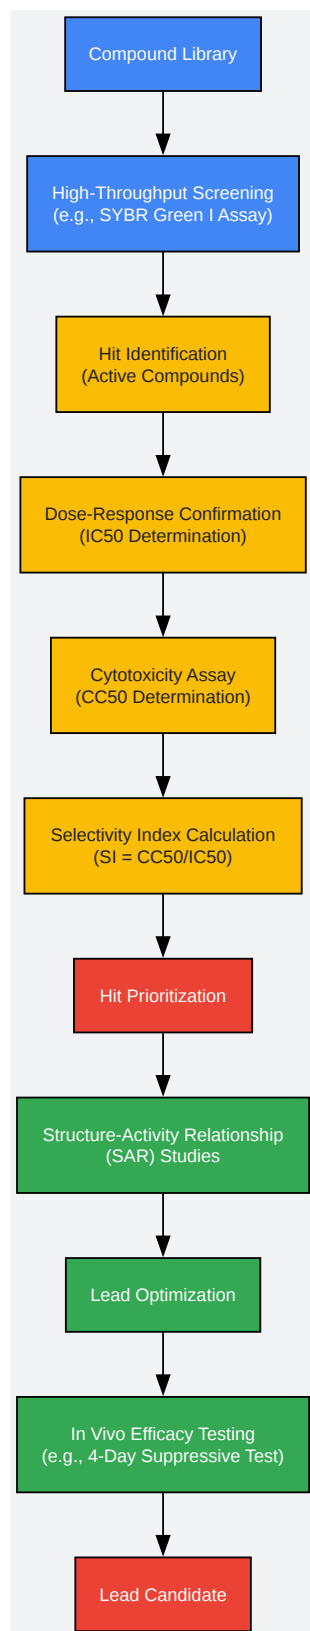 Compound Library
High-Throughput Screening
(e.g., SYBR Green I Assay)
Hit Identification
(Active Compounds)
Dose-Response Confirmation
(IC50 Determination)
Cytotoxicity Assay
(CC50 Determination)
Selectivity Index Calculation
(SI = CC50/IC50)
Hit Prioritization
Structure-Activity Relationship
(SAR) Studies
Lead Optimization
In Vivo Efficacy Testing
(e.g., 4-Day Suppressive Test)
Lead Candidate